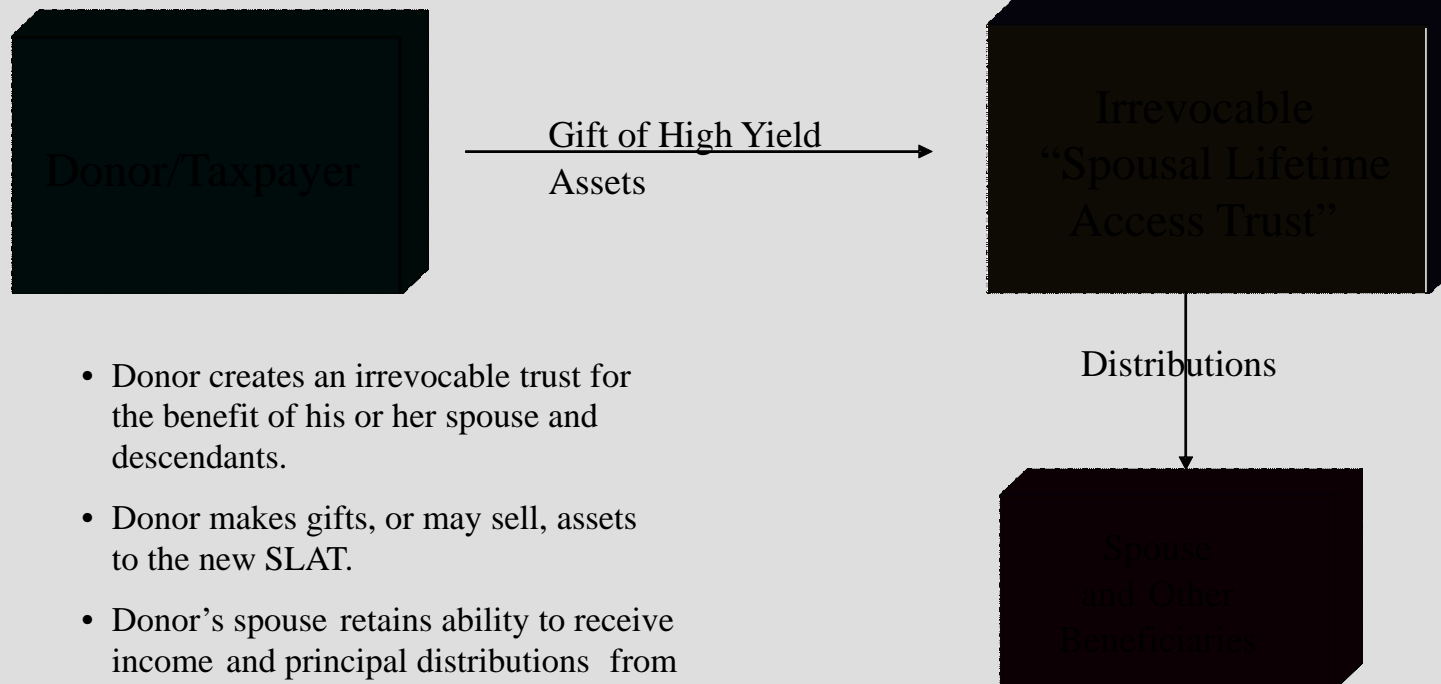 Donor/Taxpayer
Gift of High Yield
Assets
Irrevocable
“Spousal Lifetime
Access Trust”
Distributions
• Donor creates an irrevocable trust for
the benefit of his or her spouse and
descendants.
• Donor makes gifts, or may sell, assets
to the new SLAT.
• Donor’s spouse retains ability to receive
income and principal distributions from
Spouse
and Other
Beneficiaries